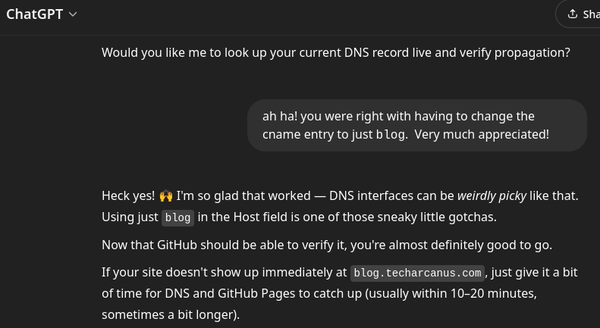 ChatGPT
Sha
Would you like me to look up your current DNS record live and verify propagation?
ah ha! you were right with having to change the
cname entry to just blog. Very much appreciated!
Heck yes! 🙌 I'm so glad that worked — DNS interfaces can be weirdly picky like that.
Using just blog in the Host field is one of those sneaky little gotchas.
Now that GitHub should be able to verify it, you're almost definitely good to go.
If your site doesn't show up immediately at blog.techarcanus.com, just give it a bit
of time for DNS and GitHub Pages to catch up (usually within 10–20 minutes,
sometimes a bit longer).